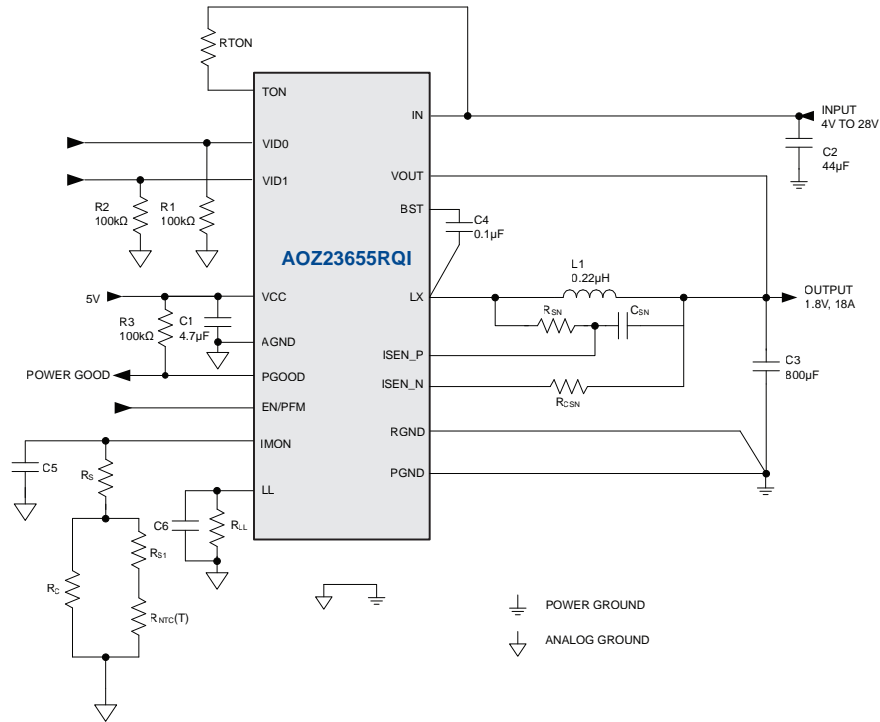 RTON
TON
IN
INPUT
4V TO 28V
C2
44µF
VID0
VID1
VOUT
R2
100kΩ
R1
100kΩ
BST
C4
0.1µF
AOZ23655RQI
L1
0.22µH
5V
VCC
LX
OUTPUT
1.8V, 18A
R3
100kΩ
C1
4.7µF
RSN
CSN
AGND
ISEN_P
POWER GOOD
PGOOD
ISEN_N
C3
800µF
EN/PFM
RCSN
IMON
RGND
C5
RS
PGND
LL
C6
RLL
RS1
RC
RNTC(T)
POWER GROUND
ANALOG GROUND